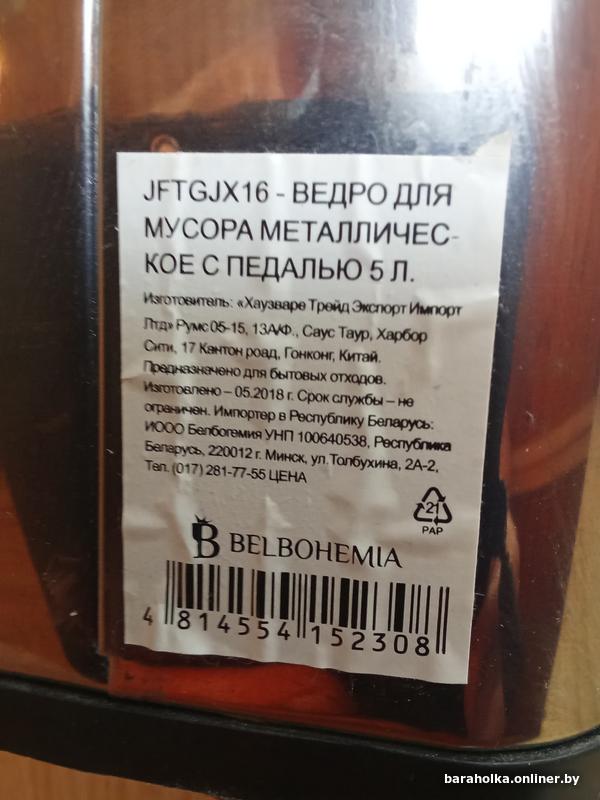 JFTGJX16 - ВЕДРО ДЛЯ
МУСОРА МЕТАЛЛИЧЕС-
КОЕ С ПЕДАЛЬЮ 5 Л.
Изготовитель: «Хаузваре Трейд Экспорт Импорт
Лтд» Румс 05-15, 13А/Ф., Саус Таур, Харбор
Сити, 17 Кантон роад, Гонконг, Китай.
Предназначено для бытовых отходов.
Изготовлено – 05.2018 г. Срок службы – не
ограничен. Импортер в Республику Беларусь:
ИООО Белбогемия УНП 100640538, Республика
Беларусь, 220012 г. Минск, ул.Толбухина, 2А-2,
Тел. (017) 281-77-55 ЦЕНА
21
PAP
B BELBOHEMIA
4 814554 152308
baraholka.onliner.by